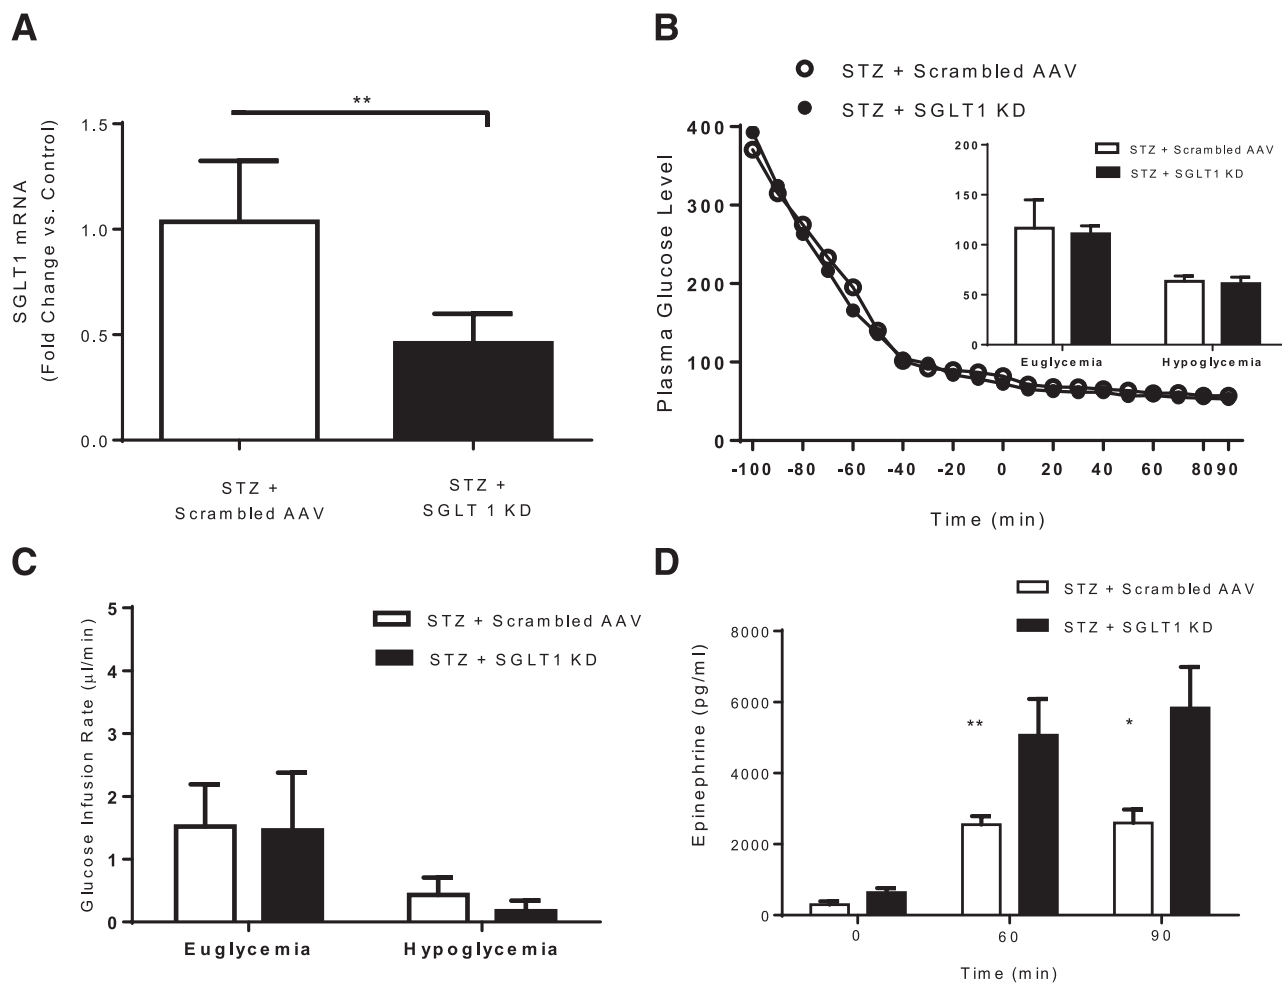 A
**
SGLT1 mRNA
(Fold Change vs. Control)
1.5
1.0
0.5
0.0
STZ +
Scrambled AAV
STZ +
SGLT 1 KD
B
STZ + Scrambled AAV
STZ + SGLT1 KD
Plasma Glucose Level
400
300
200
100
0
-100 -80 -60 -40 -20 0 20 40 60 80 90
Time (min)
STZ + Scrambled AAV
STZ + SGLT1 KD
200
150
100
50
0
Euglycemia Hypoglycemia
C
STZ + Scrambled AAV
STZ + SGLT1 KD
Glucose Infusion Rate (μl/min)
5
4
3
2
1
0
Euglycemia Hypoglycemia
D
STZ + Scrambled AAV
STZ + SGLT1 KD
Epinephrine (pg/ml)
8000
6000
4000
2000
0
** *
0 60 90
Time (min)